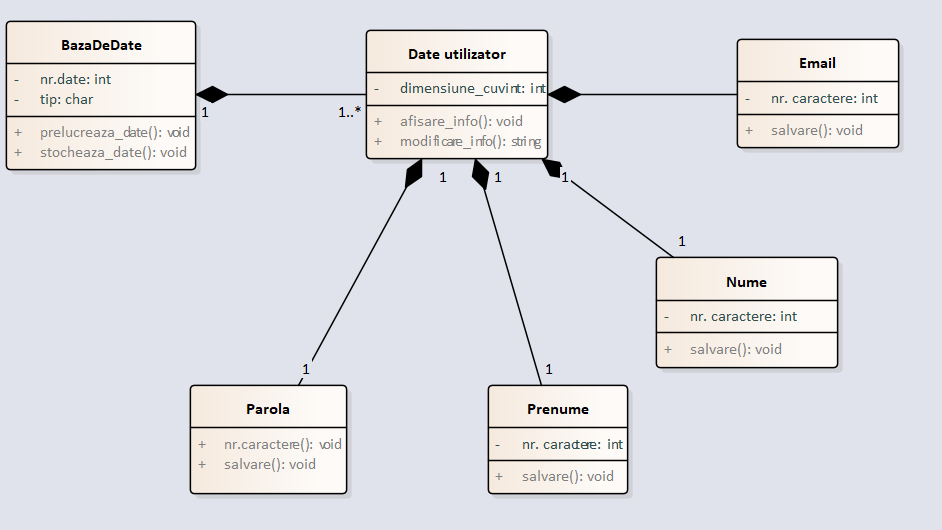 BazaDeDate
- nr.date: int
- tip: char
+ prelucreaza_date(): void
+ stocheaza_date(): void
1
1..*
Date utilizator
- dimensiune_cuvint: int
+ afisare_info(): void
+ modificare_info(): string
Email
- nr. caractere: int
+ salvare(): void
1
1
1
1
Nume
- nr. caractere: int
+ salvare(): void
1
1
Parola
+ nr.caractere(): void
+ salvare(): void
Prenume
- nr. caractere: int
+ salvare(): void